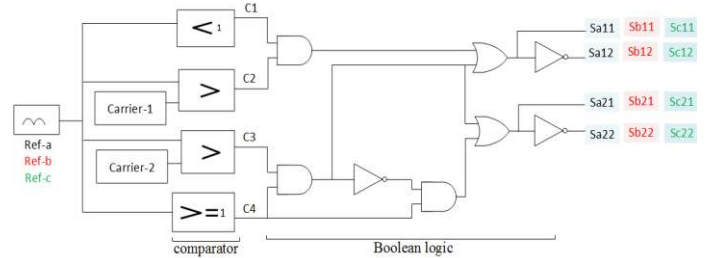 < 1 C1
> C2
Carrier-1
> C3
Carrier-2
>=1 C4
Ref-a
Ref-b
Ref-c
Sa11 Sb11 Sc11
Sa12 Sb12 Sc12
Sa21 Sb21 Sc21
Sa22 Sb22 Sc22
comparator
Boolean logic